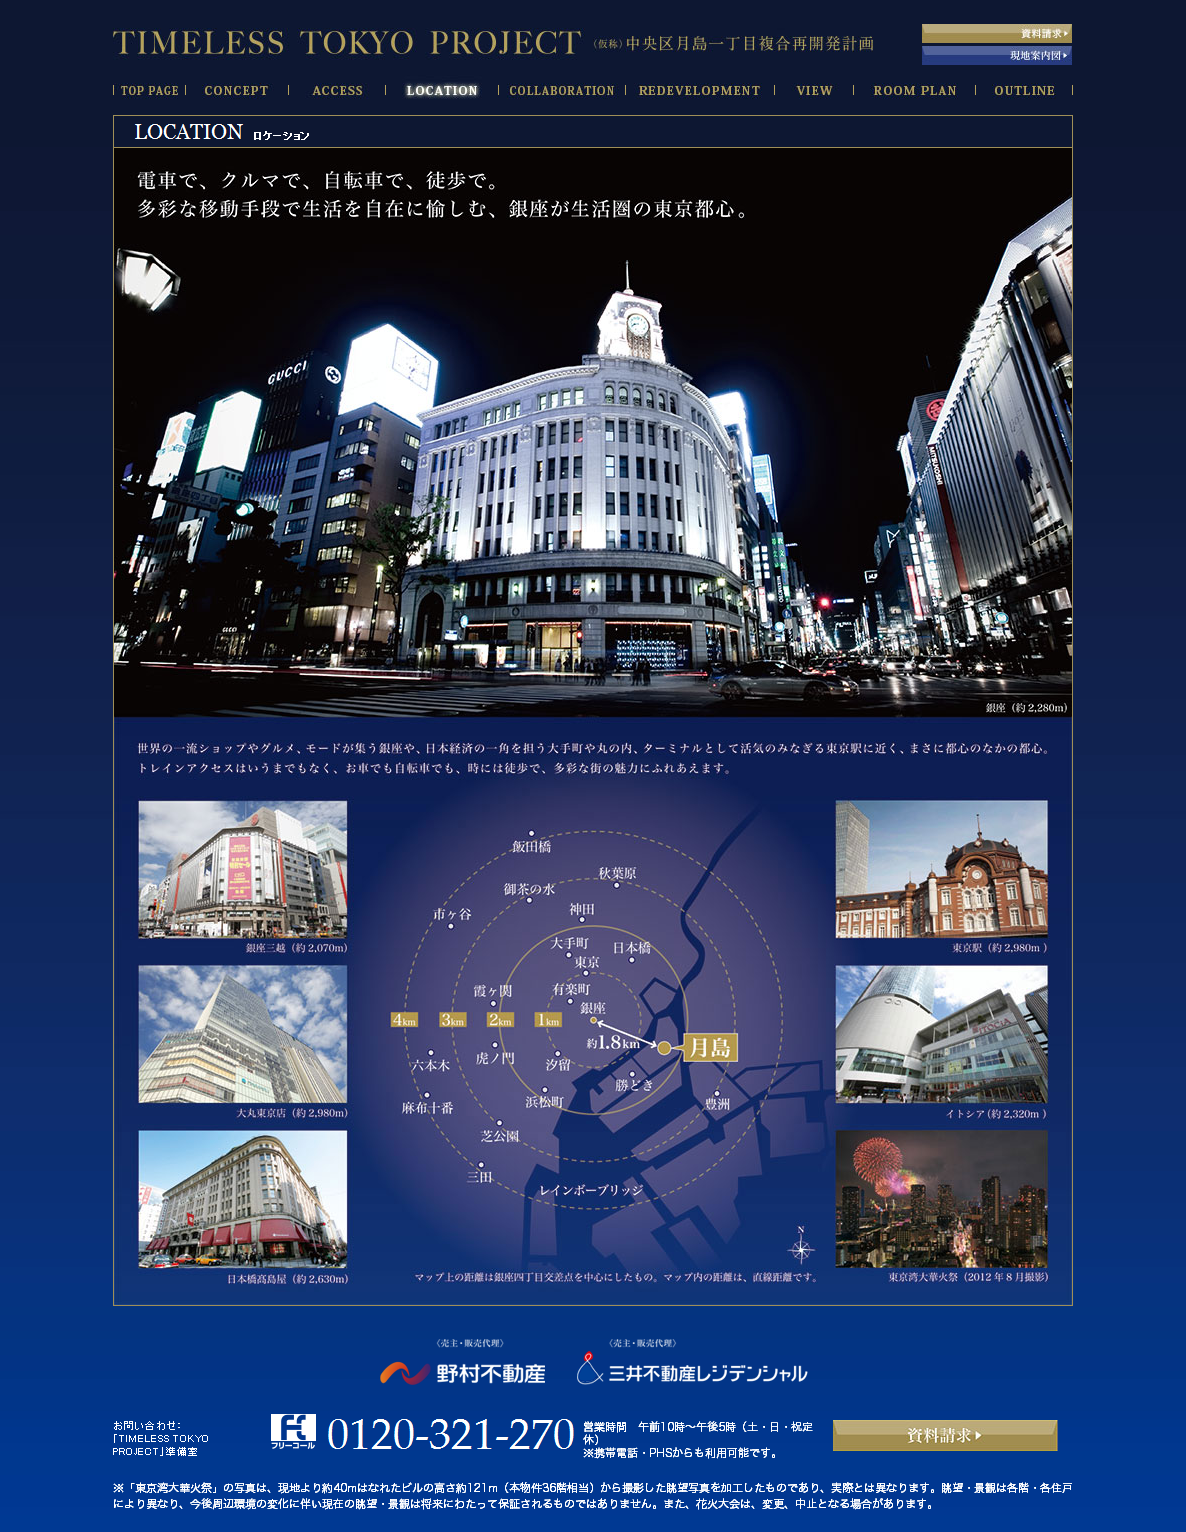 TIMELESS TOKYO PROJECT (仮称)中央区月島一丁目複合再開発計画
資料請求
現地案内図
TOP PAGE CONCEPT ACCESS LOCATION COLLABORATION REDEVELOPMENT VIEW ROOM PLAN OUTLINE
LOCATION ロケーション
電車で、クルマで、自転車で、徒歩で。
多彩な移動手段で生活を自在に愉しむ、銀座が生活圏の東京都心。
GUCCI
MITSUKOSHI
GUCCI
銀座（約2,280m）
世界の一流ショップやグルメ、モードが集う銀座や、日本経済の一角を担う大手町や丸の内、ターミナルとして活気のみなぎる東京駅に近く、まさに都心のなかの都心。
トレインアクセスはいうまでもなく、お車でも自転車でも、時には徒歩で、多彩な街の魅力にふれあえます。
銀座三越（約2,070m）
大丸東京店（約2,980m）
日本橋髙島屋（約2,630m）
飯田橋
秋葉原
御茶の水
市ヶ谷
神田
大手町
日本橋
東京
霞ヶ関
有楽町
銀座
4km 3km 2km 1km
約1.8km
月島
六本木
虎ノ門
汐留
勝どき
麻布十番
浜松町
豊洲
芝公園
三田
レインボーブリッジ
N
マップ上の距離は銀座四丁目交差点を中心にしたもの。マップ内の距離は、直線距離です。
東京駅（約2,980m）
イトシア（約2,320m）
東京湾大華火祭（2012年8月撮影）
〈売主・販売代理〉
野村不動産
〈売主・販売代理〉
三井不動産レジデンシャル
お問い合わせ：
「TIMELESS TOKYO
PROJECT」準備室
フリーコール
0120-321-270
営業時間　午前10時～午後5時（土・日・祝定
休）
※携帯電話・PHSからも利用可能です。
資料請求
※「東京湾大華火祭」の写真は、現地より約40mはなれたビルの高さ約121m（本物件36階相当）から撮影した眺望写真を加工したものであり、実際とは異なります。眺望・景観は各階・各住戸
により異なり、今後周辺環境の変化に伴い現在の眺望・景観は将来にわたって保証されるものではありません。また、花火大会は、変更、中止となる場合があります。